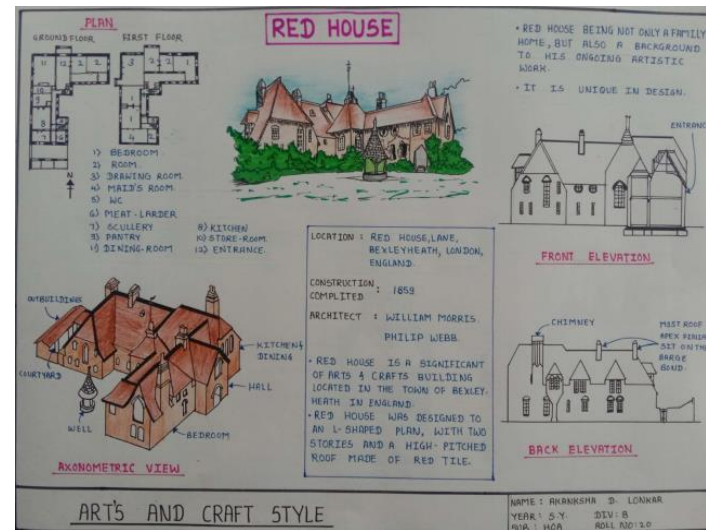 RED HOUSE
PLAN
GROUND FLOOR
FIRST FLOOR
1) BEDROOM
2) ROOM
3) DRAWING ROOM
4) MAID'S ROOM
5) WC
6) MEAT-LARDER
7) SCULLERY
8) KITCHEN
9) PANTRY
10) STORE-ROOM.
11) DINING-ROOM
12) ENTRANCE.
• RED HOUSE BEING NOT ONLY A FAMILY
HOME, BUT ALSO A BACKGROUND
TO HIS ONGOING ARTISTIC
WORK.
• IT IS UNIQUE IN DESIGN.
FRONT ELEVATION
LOCATION : RED HOUSE, LANE,
BEXLEYHEATH, LONDON,
ENGLAND.
CONSTRUCTION
COMPLITED : 1859
ARCHITECT : WILLIAM MORRIS
PHILIP WEBB.
• RED HOUSE IS A SIGNIFICANT
OF ARTS & CRAFTS BUILDING
LOCATED IN THE TOWN OF BEXLEY.
HEATH IN ENGLAND.
• RED HOUSE WAS DESIGNED TO
AN L-SHAPED PLAN, WITH TWO
STORIES AND A HIGH-PITCHED
ROOF MADE OF RED TILE.
OUTBUILDINGS
COURTYARD
WELL
KITCHEN &
DINING
HALL
BEDROOM
AXONOMETRIC VIEW
CHIMNEY
MOST ROOF
APEX
SIT ON THE
BARGE
BOND.
BACK ELEVATION
ART'S AND CRAFT STYLE
NAME : AKANKSHA D. LONKAR
YEAR : S.Y. DIV : B
SUB : HOA ROLL NO : 20